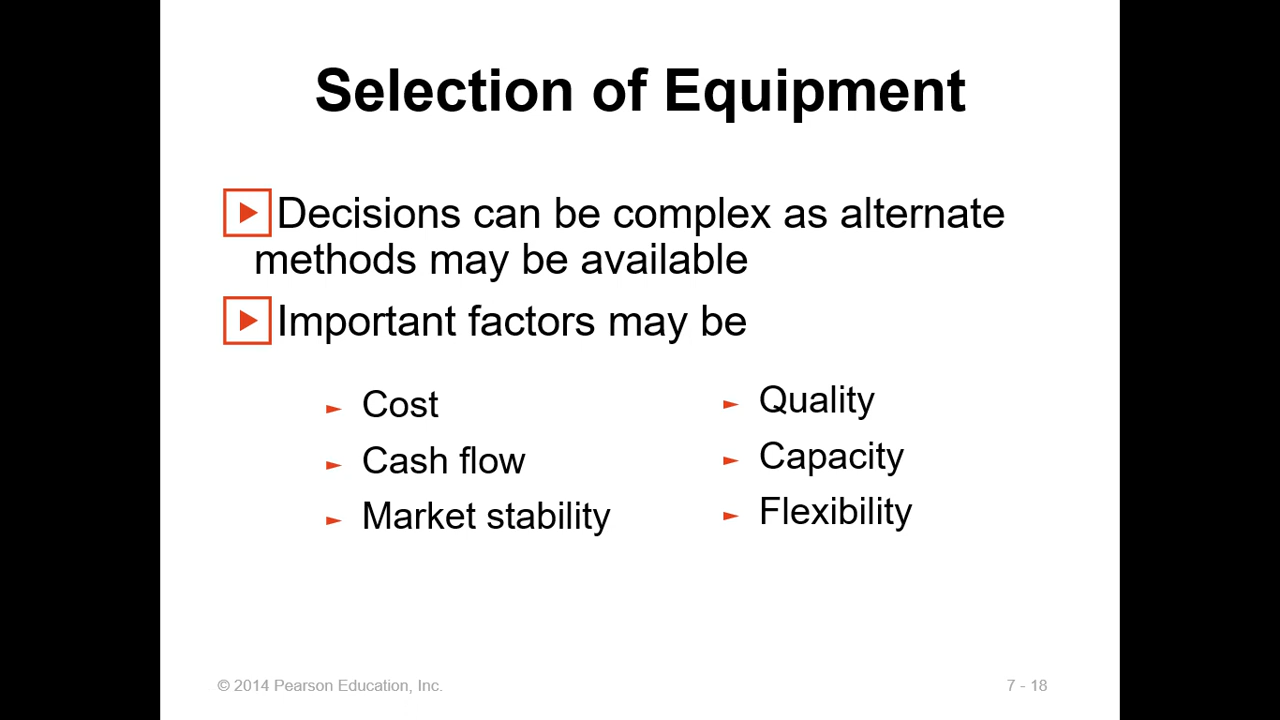 Selection of Equipment
Decisions can be complex as alternate
methods may be available
Important factors may be
Cost
Cash flow
Market stability
Quality
Capacity
Flexibility
© 2014 Pearson Education, Inc.
7 - 18